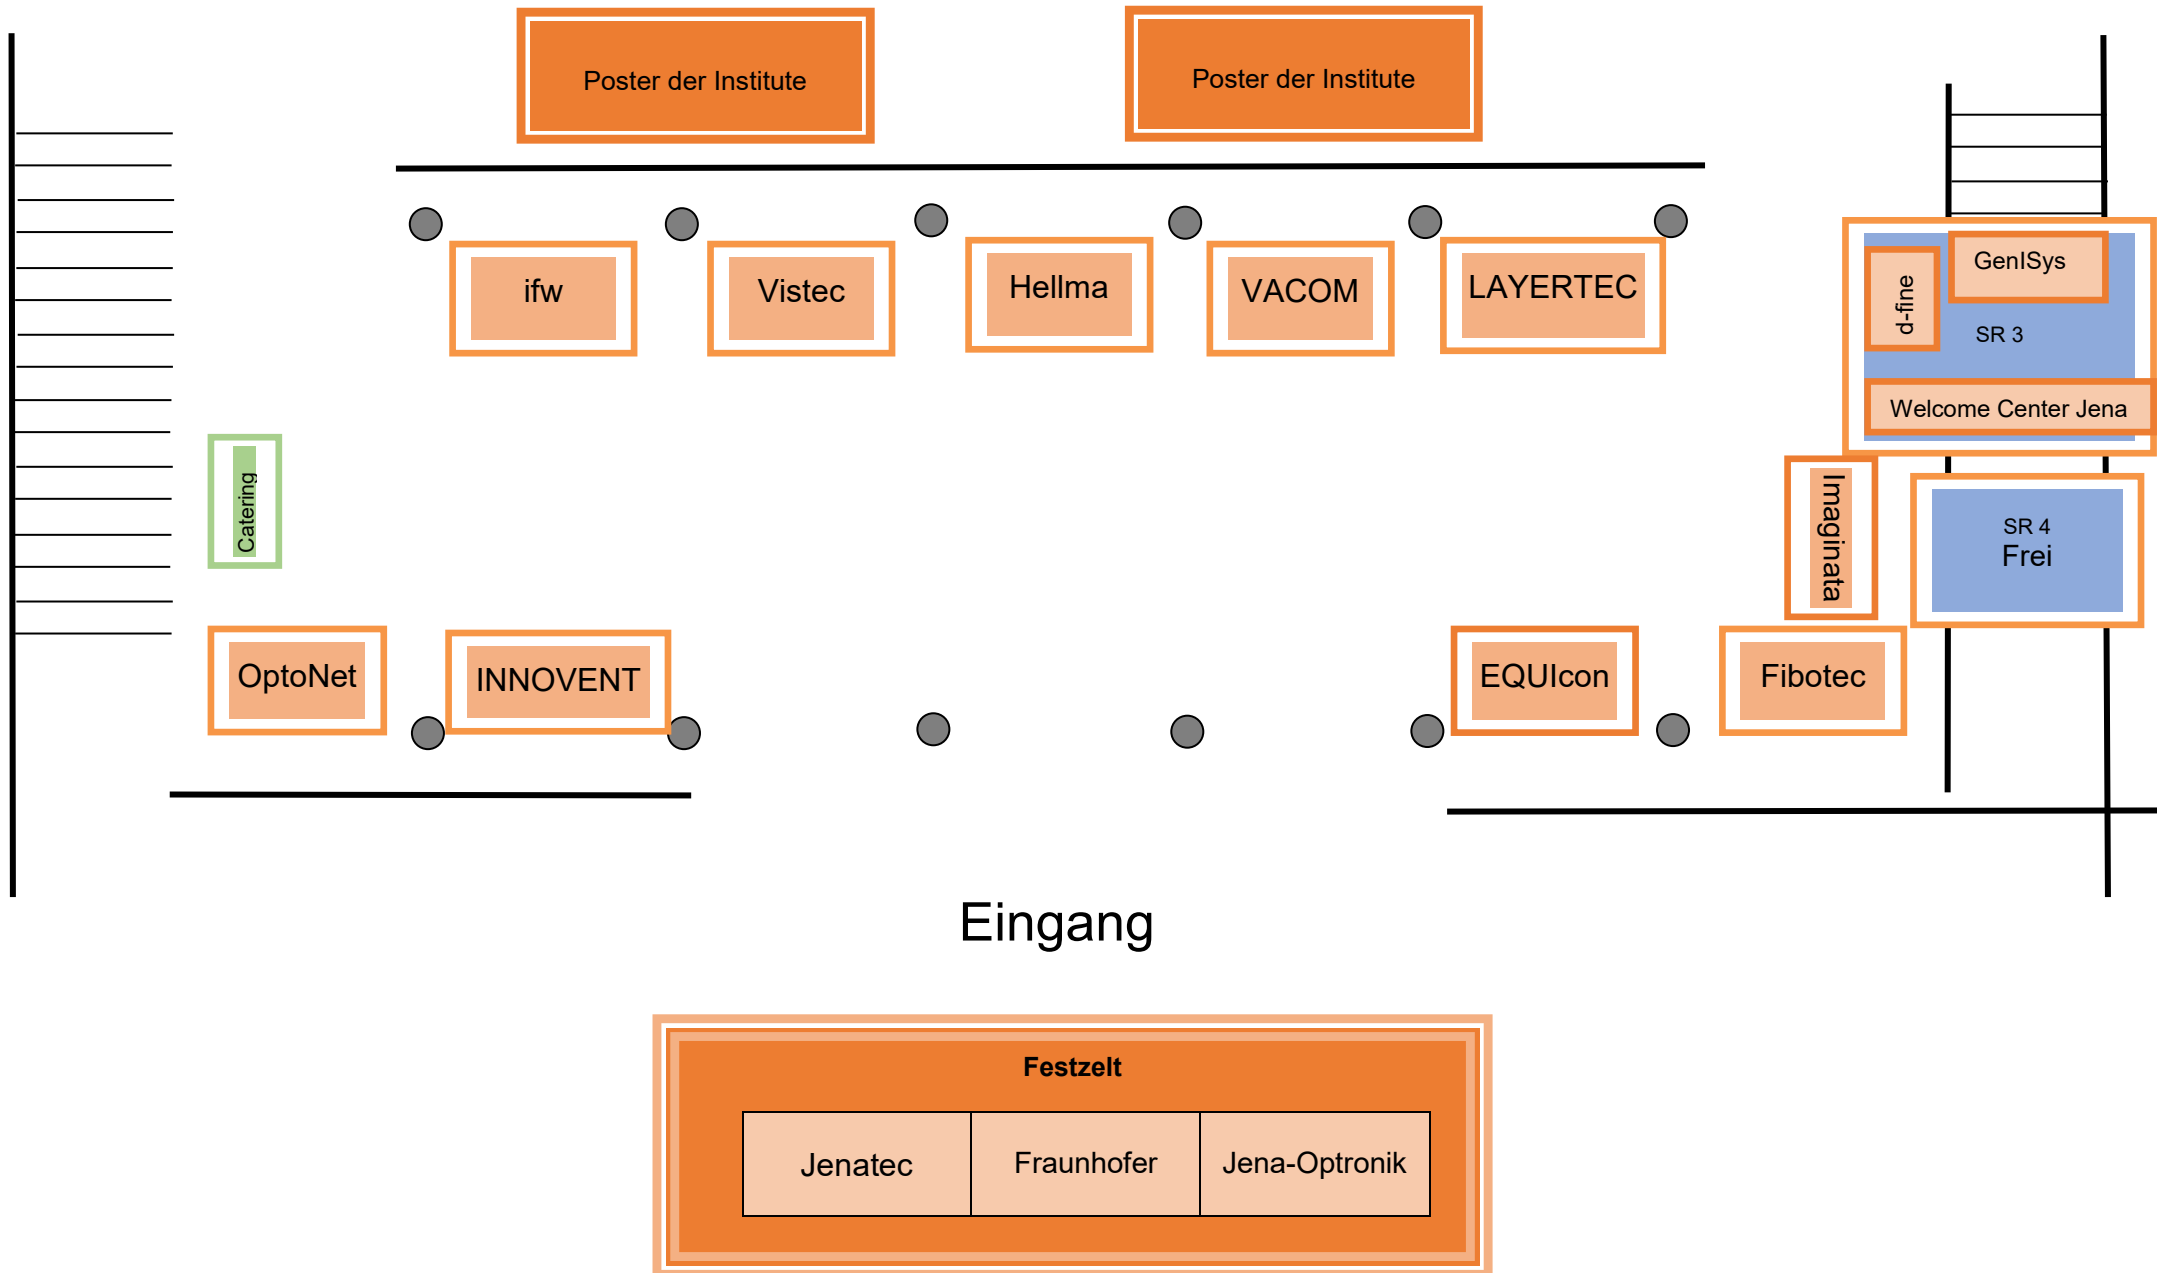 Poster der Institute
Poster der Institute
ifw
Vistec
Hellma
VACOM
LAYERTEC
GenISys
d-fine
SR 3
Welcome Center Jena
Catering
Imaginata
SR 4
Frei
OptoNet
INNOVENT
EQUIcon
Fibotec
Eingang
Festzelt
Jenatec
Fraunhofer
Jena-Optronik